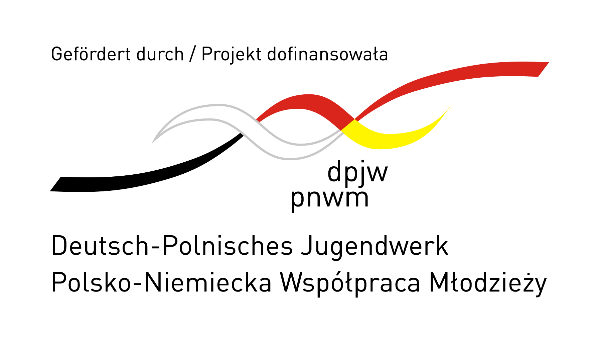 Gefördert durch / Projekt dofinansowała
dpjw
pnwm
Deutsch-Polnisches Jugendwerk
Polsko-Niemiecka Współpraca Młodzieży